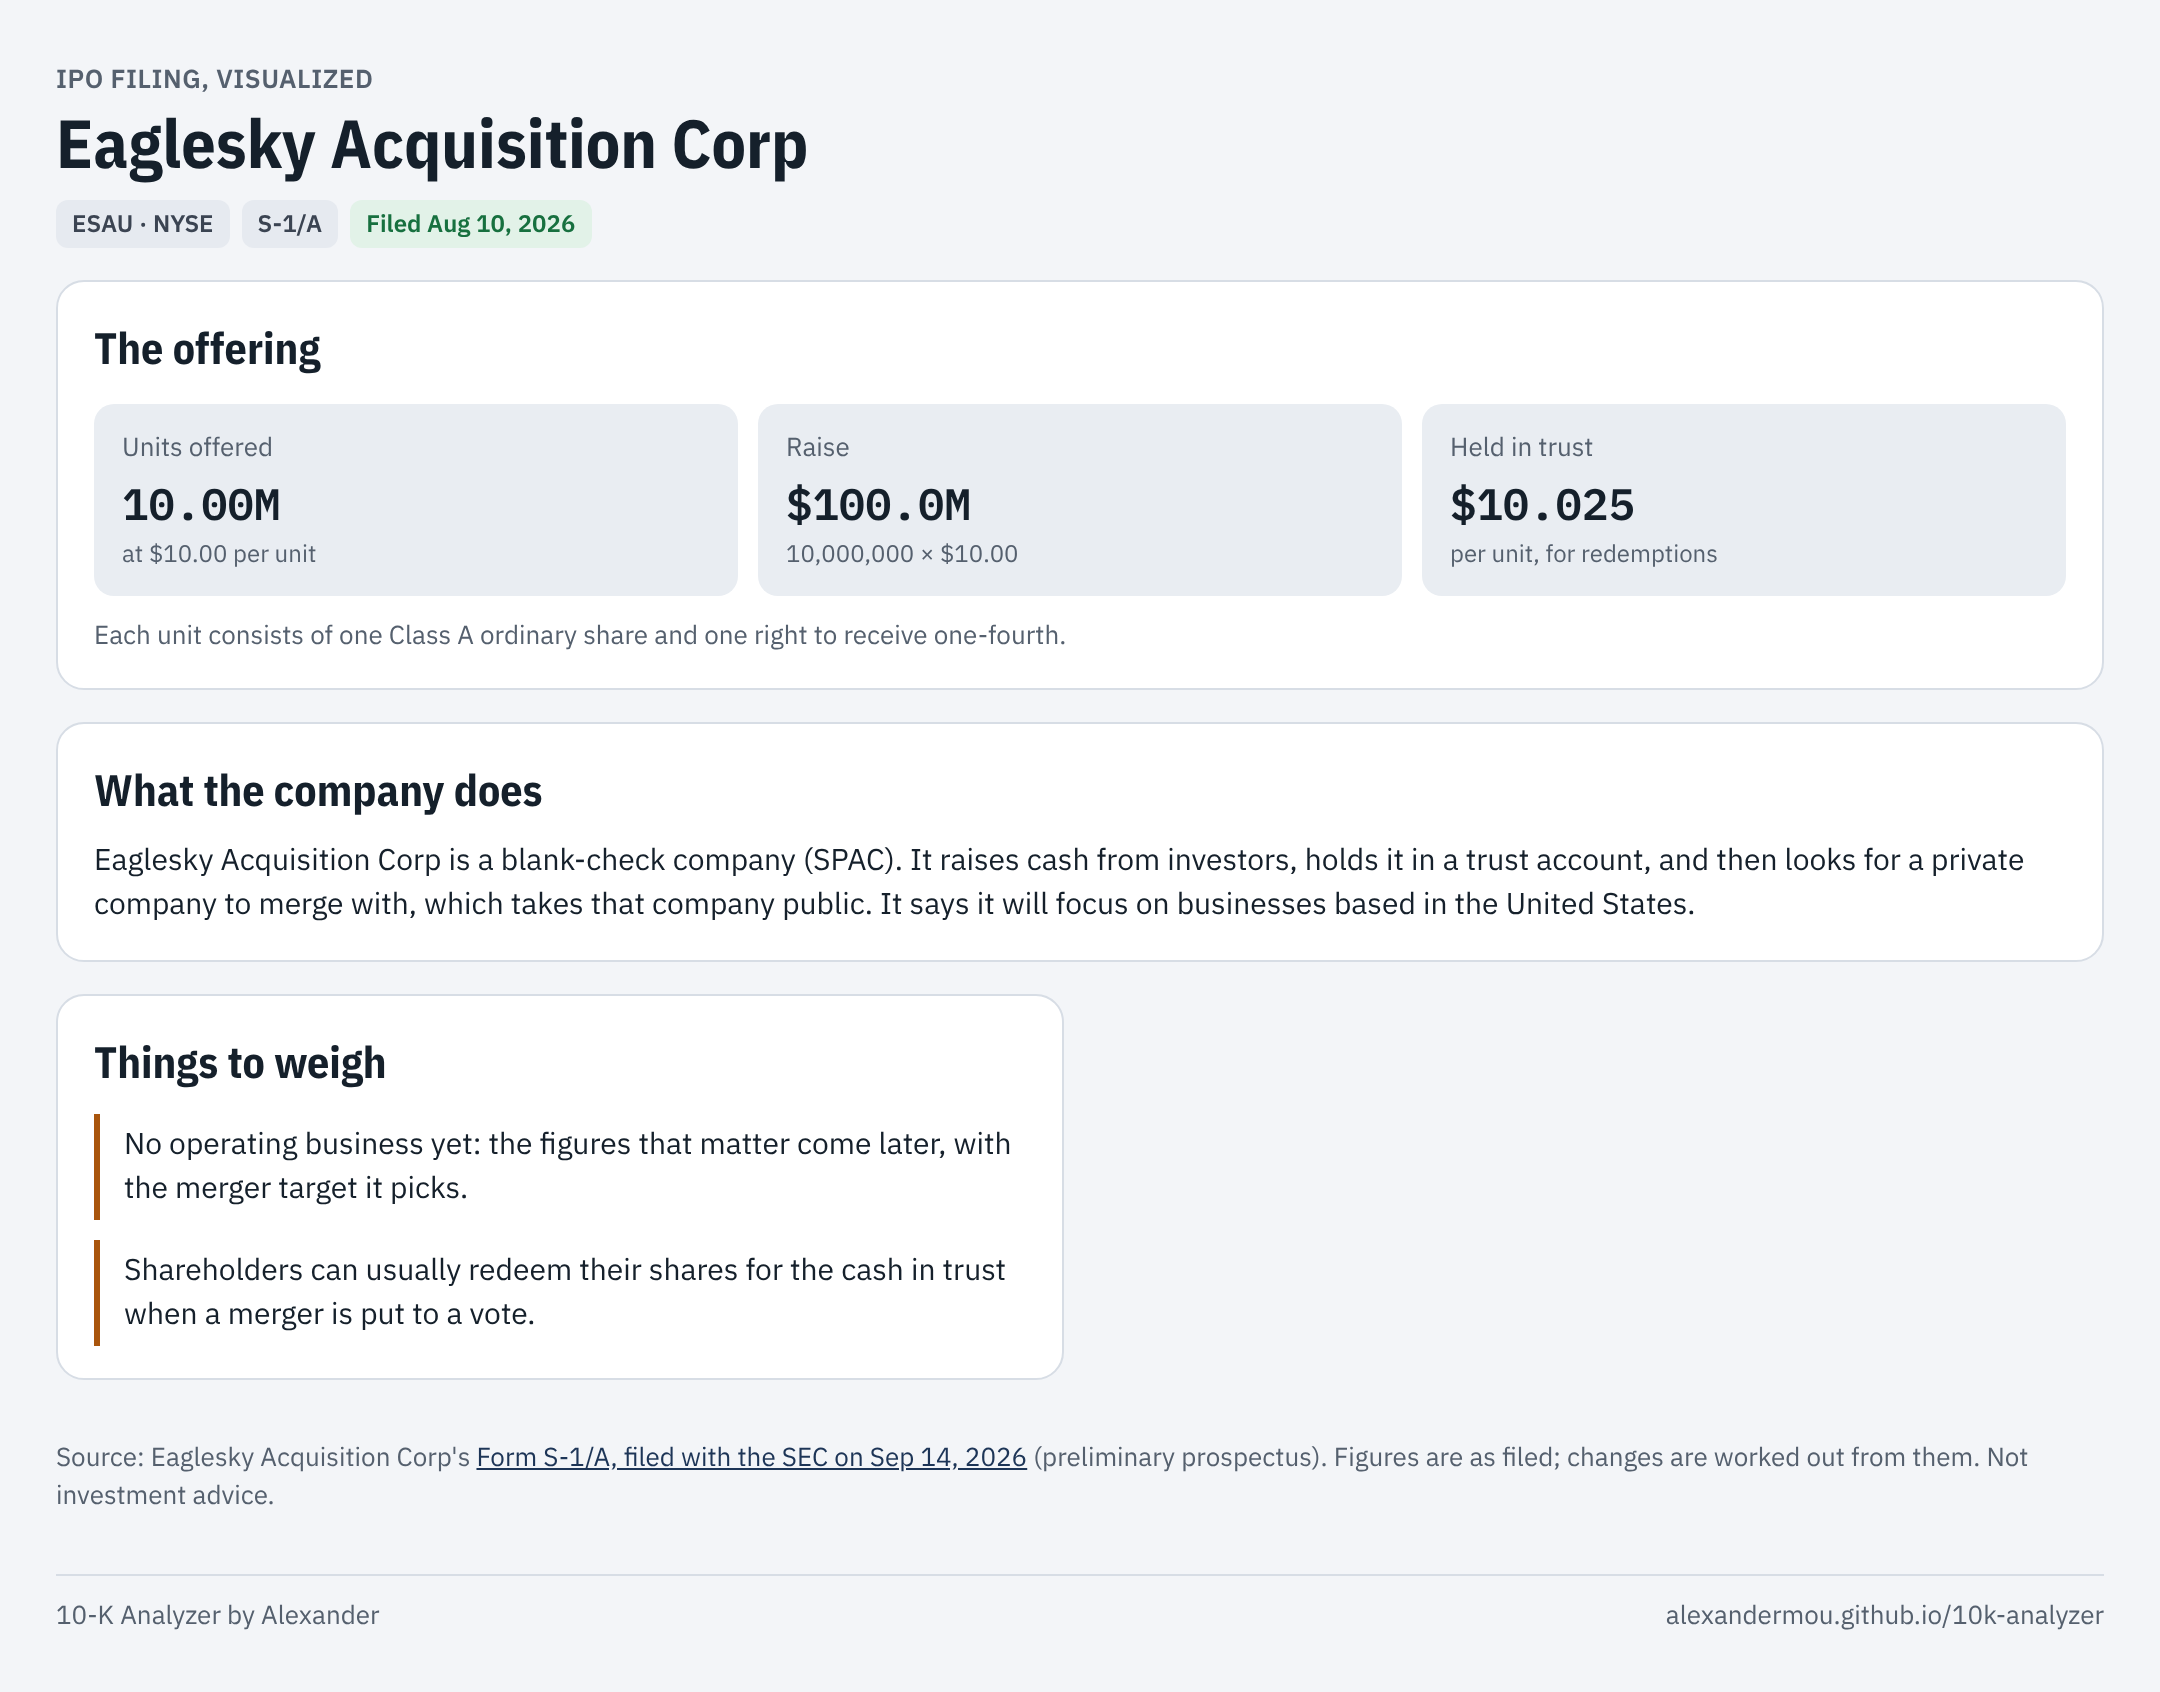 IPO FILING, VISUALIZED
Eaglesky Acquisition Corp
ESAU · NYSE S-1/A Filed Aug 10, 2026
The offering
Units offered
10.00M
at $10.00 per unit
Raise
$100.0M
10,000,000 × $10.00
Held in trust
$10.025
per unit, for redemptions
Each unit consists of one Class A ordinary share and one right to receive one-fourth.
What the company does
Eaglesky Acquisition Corp is a blank-check company (SPAC). It raises cash from investors, holds it in a trust account, and then looks for a private
company to merge with, which takes that company public. It says it will focus on businesses based in the United States.
Things to weigh
No operating business yet: the figures that matter come later, with
the merger target it picks.
Shareholders can usually redeem their shares for the cash in trust
when a merger is put to a vote.
Source: Eaglesky Acquisition Corp's Form S-1/A, filed with the SEC on Sep 14, 2026 (preliminary prospectus). Figures are as filed; changes are worked out from them. Not
investment advice.
10-K Analyzer by Alexander
alexandermou.github.io/10k-analyzer